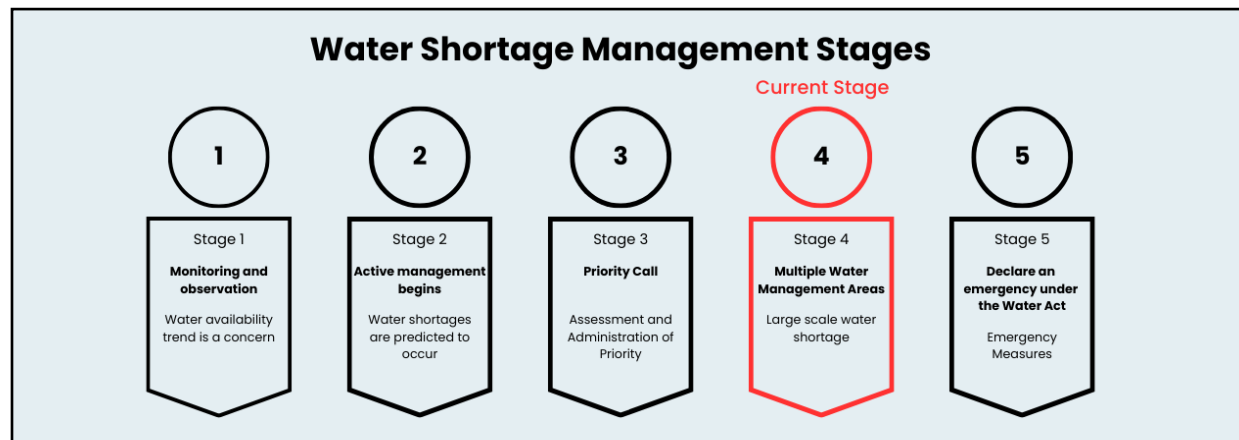 Water Shortage Management Stages
Current Stage
1
2
3
4
5
Stage 1
Monitoring and
observation
Water availability
trend is a concern
Stage 2
Active management
begins
Water shortages
are predicted to
occur
Stage 3
Priority Call
Assessment and
Administration of
Priority
Stage 4
Multiple Water
Management Areas
Large scale water
shortage
Stage 5
Declare an
emergency under
the Water Act
Emergency
Measures